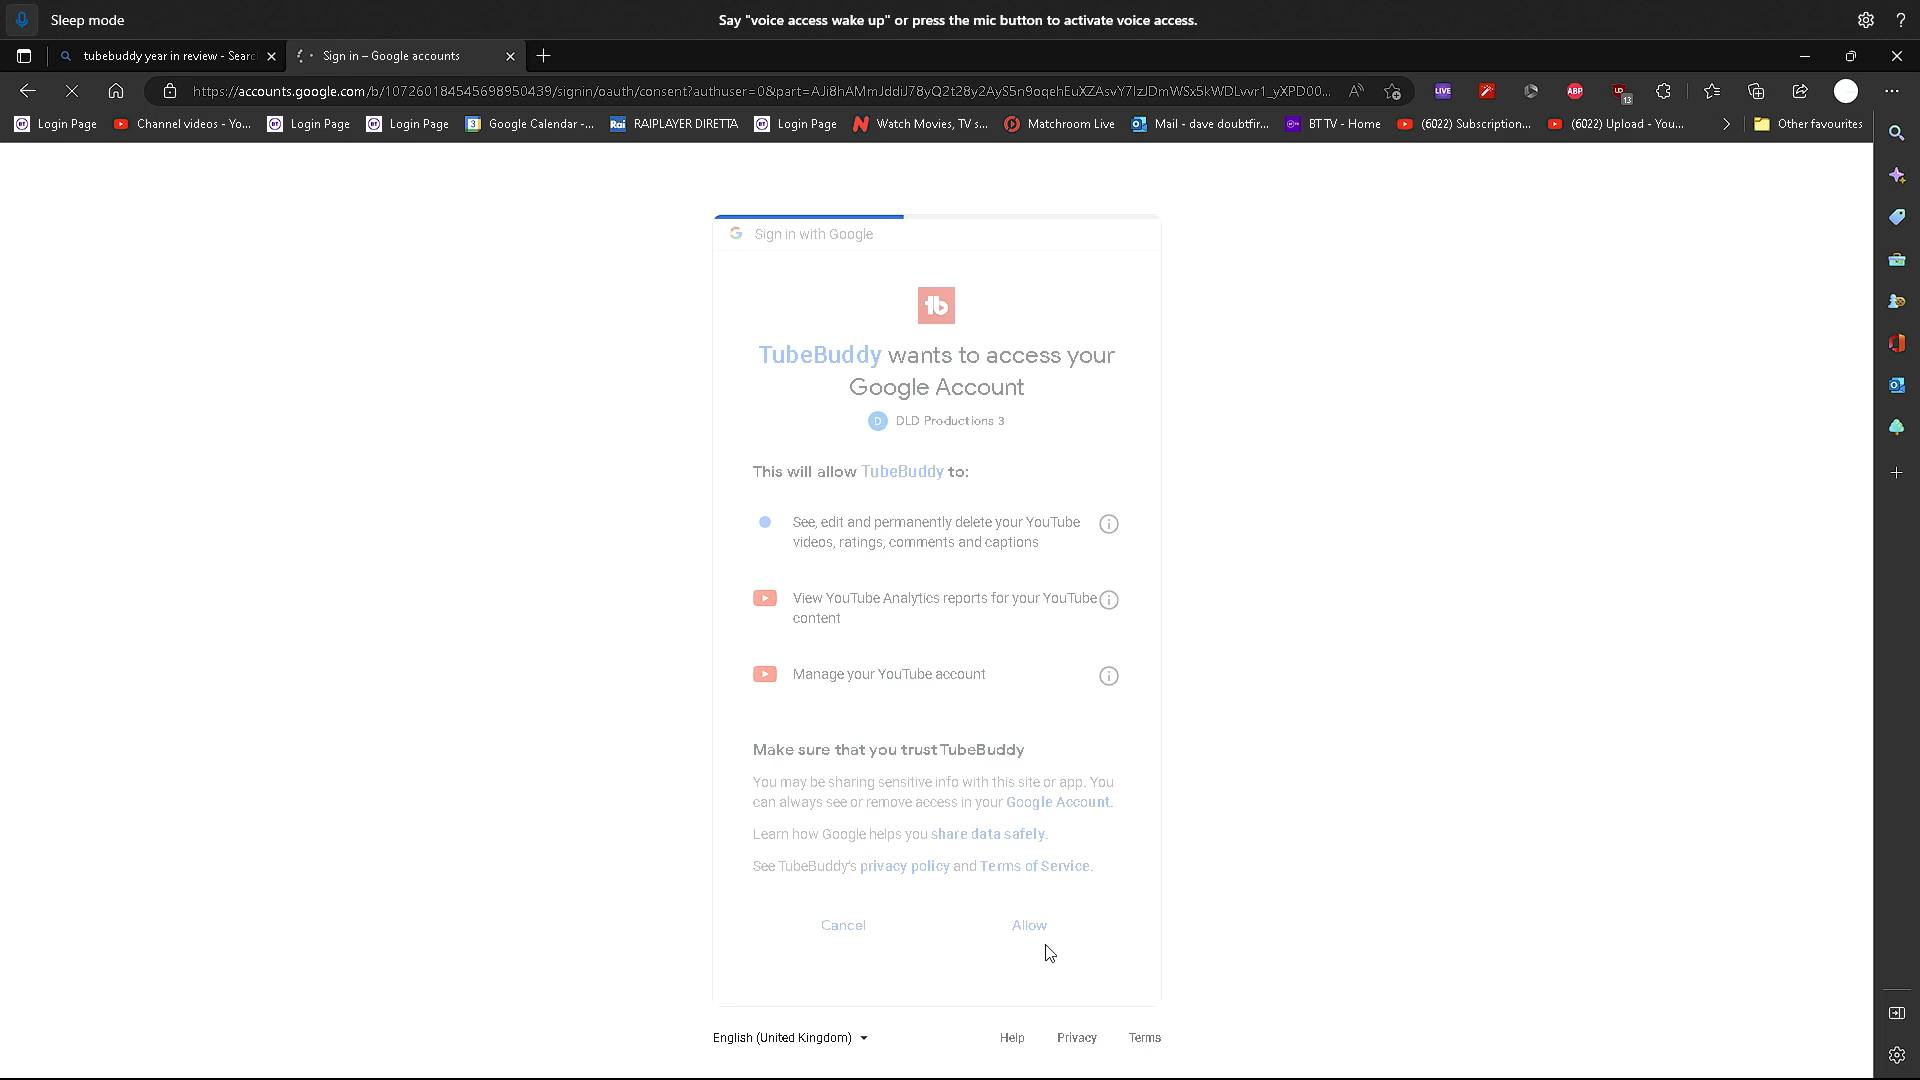 Sleep mode
Say "voice access wake up" or press the mic button to activate voice access.
tubebuddy year in review - Searc
Sign in – Google accounts
https://accounts.google.com/b/107260184545698950439/signin/oauth/consent?authuser=0&part=
LIVE
ABP
13
Login Page
Channel videos - Yo...
Login Page
Login Page
Google Calendar -...
RAIPLAYER DIRETTA
Login Page
Watch Movies, TV s...
Matchroom Live
Mail - dave doubtfir...
BT TV - Home
(6022) Subscription...
(6022) Upload - You...
Other favourites
Sign in with Google
tb
TubeBuddy wants to access your
Google Account
D DLD Productions 3
This will allow TubeBuddy to:
See, edit and permanently delete your YouTube
videos, ratings, comments and captions
View YouTube Analytics reports for your YouTube
content
Manage your YouTube account
Make sure that you trust TubeBuddy
You may be sharing sensitive info with this site or app. You
can always see or remove access in your Google Account.
Learn how Google helps you share data safely.
See TubeBuddy's privacy policy and Terms of Service.
Cancel
Allow
English (United Kingdom)
Help
Privacy
Terms